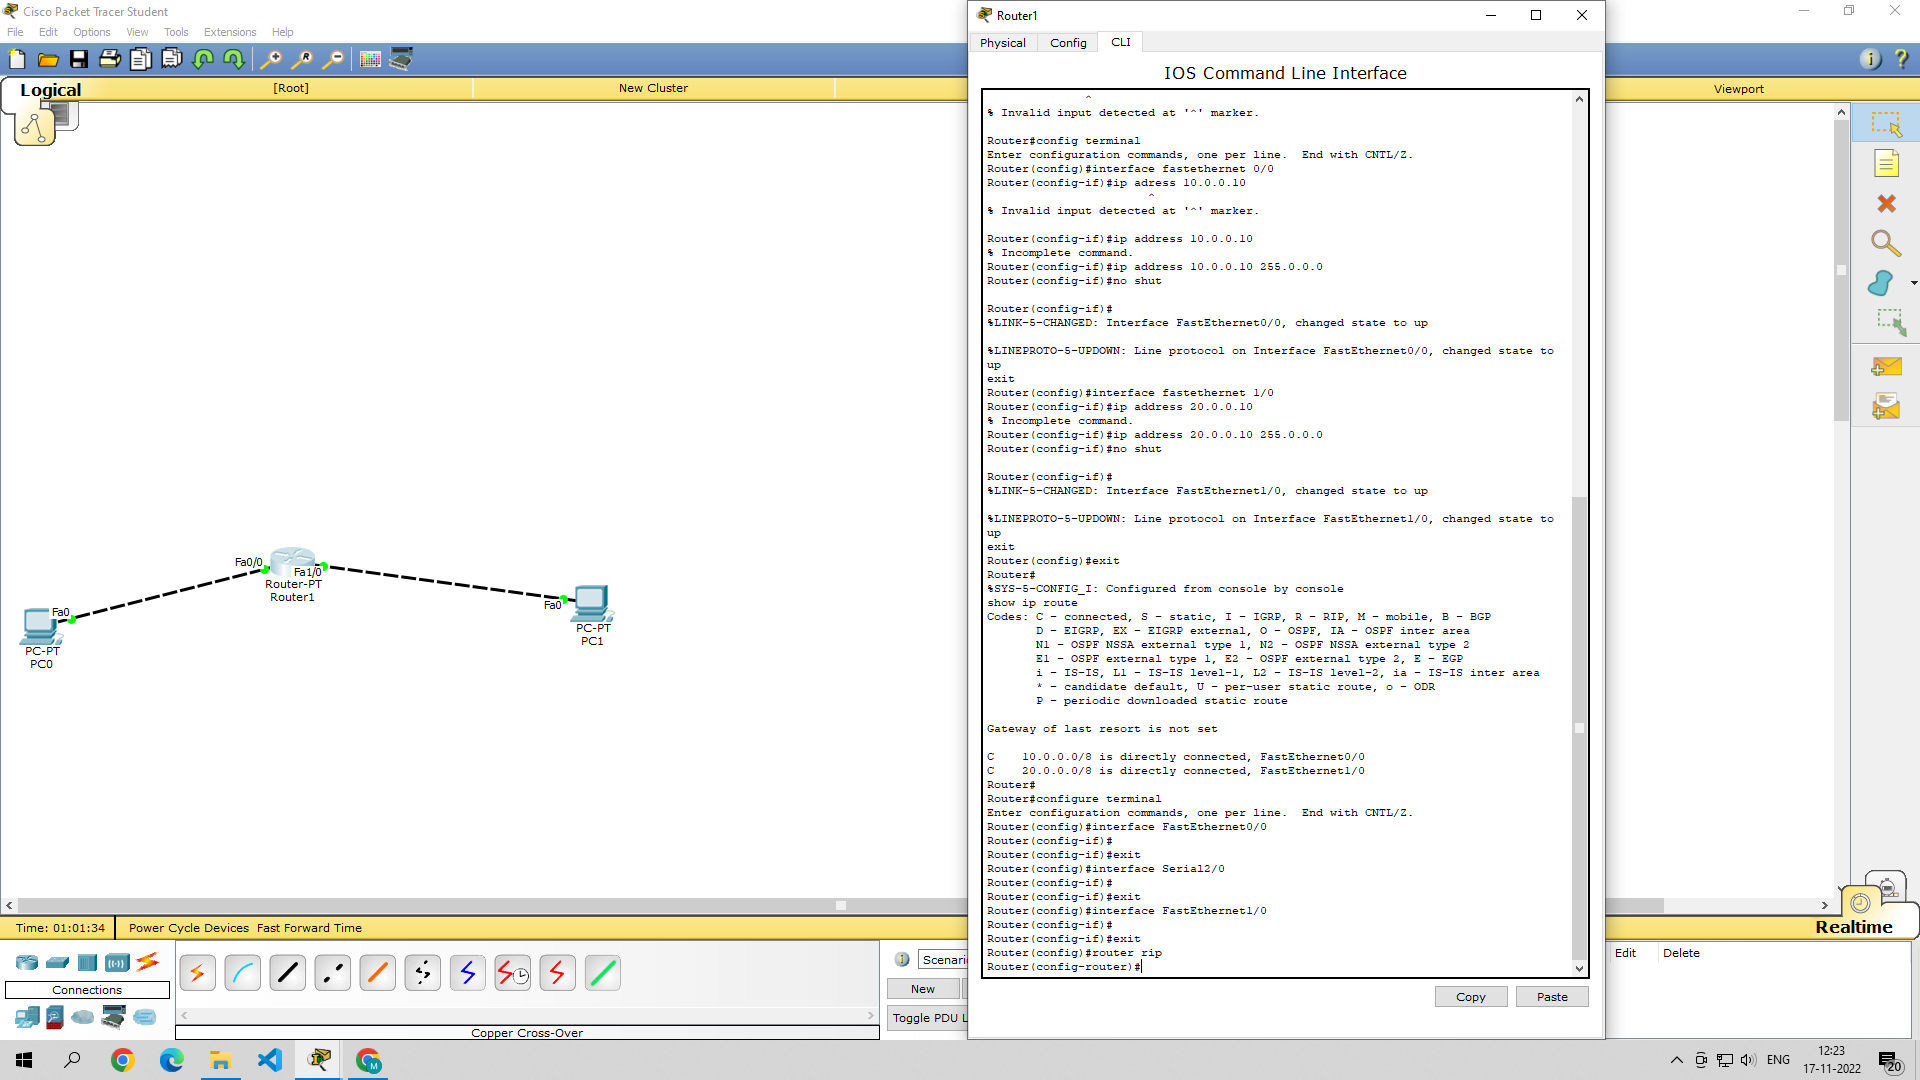 Cisco Packet Tracer Student
File Edit Options View Tools Extensions Help
Logical
[Root]
New Cluster
Viewport
Fa0/0
Fa1/0
Router-PT
Router1
Fa0
PC-PT
PC0
Fa0
PC-PT
PC1
Router1
Physical Config CLI
IOS Command Line Interface
^
% Invalid input detected at '^' marker.
Router#config terminal
Enter configuration commands, one per line.  End with CNTL/Z.
Router(config)#interface fastethernet 0/0
Router(config-if)#ip adress 10.0.0.10
^
% Invalid input detected at '^' marker.
Router(config-if)#ip address 10.0.0.10
% Incomplete command.
Router(config-if)#ip address 10.0.0.10 255.0.0.0
Router(config-if)#no shut
Router(config-if)#
%LINK-5-CHANGED: Interface FastEthernet0/0, changed state to up
%LINEPROTO-5-UPDOWN: Line protocol on Interface FastEthernet0/0, changed state to
up
exit
Router(config)#interface fastethernet 1/0
Router(config-if)#ip address 20.0.0.10
% Incomplete command.
Router(config-if)#ip address 20.0.0.10 255.0.0.0
Router(config-if)#no shut
Router(config-if)#
%LINK-5-CHANGED: Interface FastEthernet1/0, changed state to up
%LINEPROTO-5-UPDOWN: Line protocol on Interface FastEthernet1/0, changed state to
up
exit
Router(config)#exit
Router#
%SYS-5-CONFIG_I: Configured from console by console
show ip route
Codes: C - connected, S - static, I - IGRP, R - RIP, M - mobile, B - BGP
D - EIGRP, EX - EIGRP external, O - OSPF, IA - OSPF inter area
N1 - OSPF NSSA external type 1, N2 - OSPF NSSA external type 2
E1 - OSPF external type 1, E2 - OSPF external type 2, E - EGP
i - IS-IS, L1 - IS-IS level-1, L2 - IS-IS level-2, ia - IS-IS inter area
* - candidate default, U - per-user static route, o - ODR
P - periodic downloaded static route
Gateway of last resort is not set
C    10.0.0.0/8 is directly connected, FastEthernet0/0
C    20.0.0.0/8 is directly connected, FastEthernet1/0
Router#
Router#configure terminal
Enter configuration commands, one per line.  End with CNTL/Z.
Router(config)#interface FastEthernet0/0
Router(config-if)#
Router(config-if)#exit
Router(config)#interface Serial2/0
Router(config-if)#
Router(config-if)#exit
Router(config)#interface FastEthernet1/0
Router(config-if)#
Router(config-if)#exit
Router(config)#router rip
Router(config-router)#
Copy Paste
Time: 01:01:34 Power Cycle Devices Fast Forward Time
Realtime
Connections
Copper Cross-Over
Scenari
New
Toggle PDU L
Edit Delete
ENG
12:23
17-11-2022
20